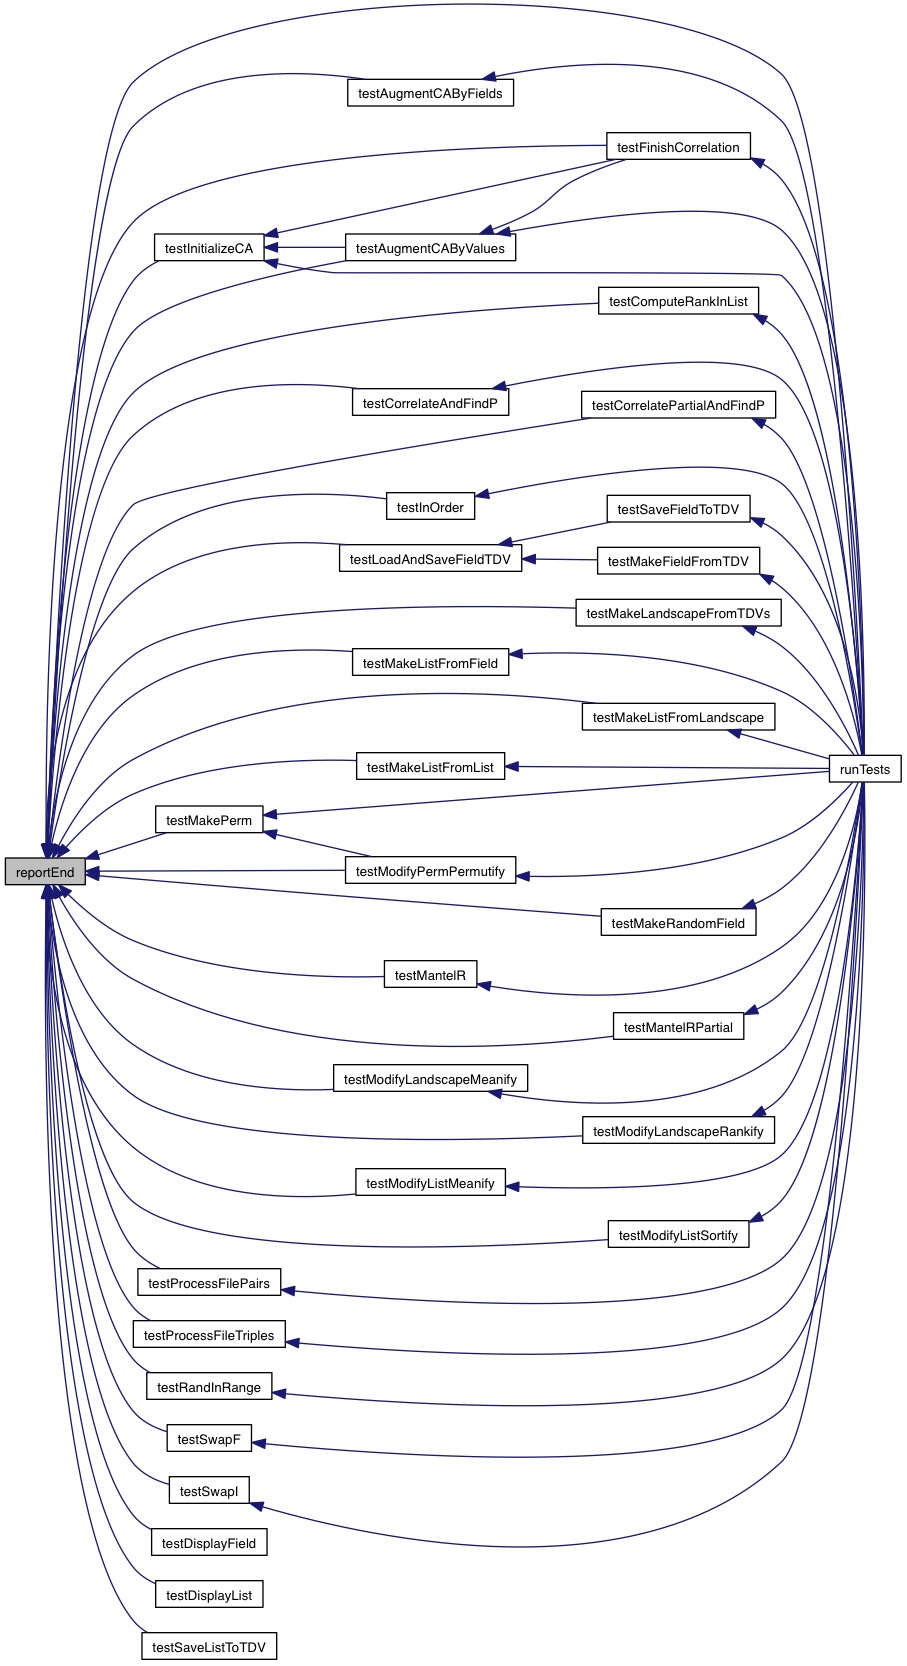 testAugmentCAByFields
testFinishCorrelation
testInitializeCA
testAugmentCAByValues
testComputeRankInList
testCorrelateAndFindP
testCorrelatePartialAndFindP
testInOrder
testSaveFieldToTDV
testLoadAndSaveFieldTDV
testMakeFieldFromTDV
testMakeLandscapeFromTDVs
testMakeListFromField
testMakeListFromLandscape
testMakeListFromList
runTests
testMakePerm
reportEnd
testModifyPermPermutify
testMakeRandomField
testMantelR
testMantelRPartial
testModifyLandscapeMeanify
testModifyLandscapeRankify
testModifyListMeanify
testModifyListSortify
testProcessFilePairs
testProcessFileTriples
testRandInRange
testSwapF
testSwapI
testDisplayField
testDisplayList
testSaveListToTDV